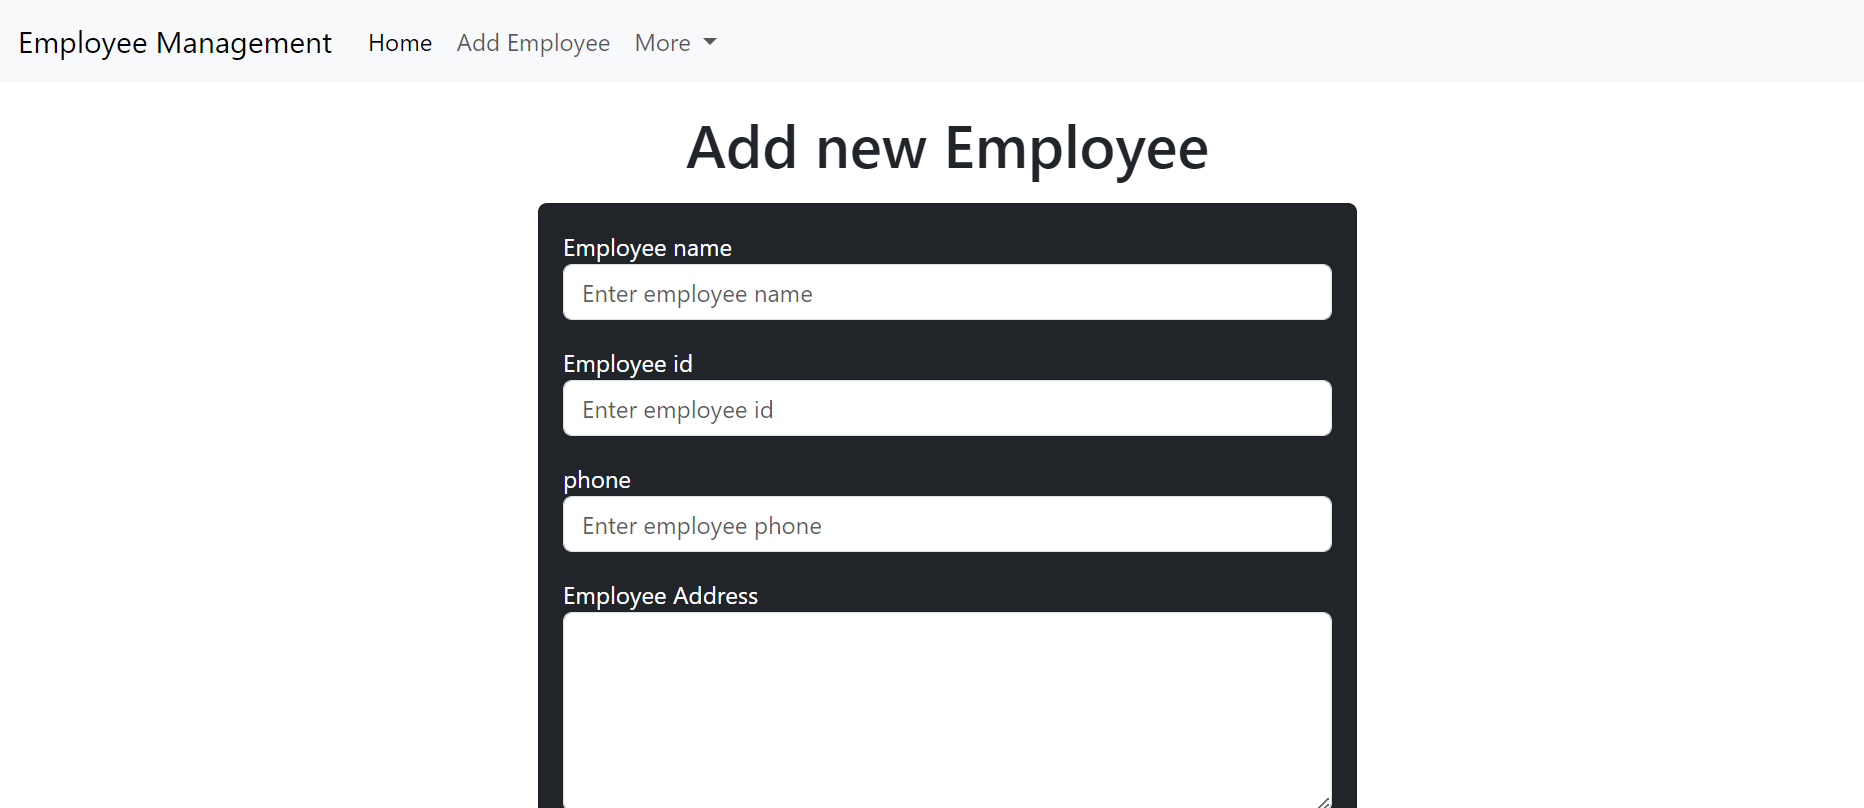 Employee Management Home Add Employee More
Add new Employee
Employee name
Enter employee name
Employee id
Enter employee id
phone
Enter employee phone
Employee Address